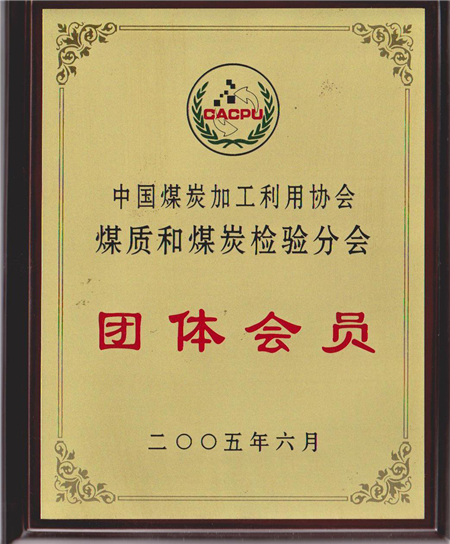 CACPU
中国煤炭加工利用协会
煤质和煤炭检验分会
团体会员
二〇〇五年六月